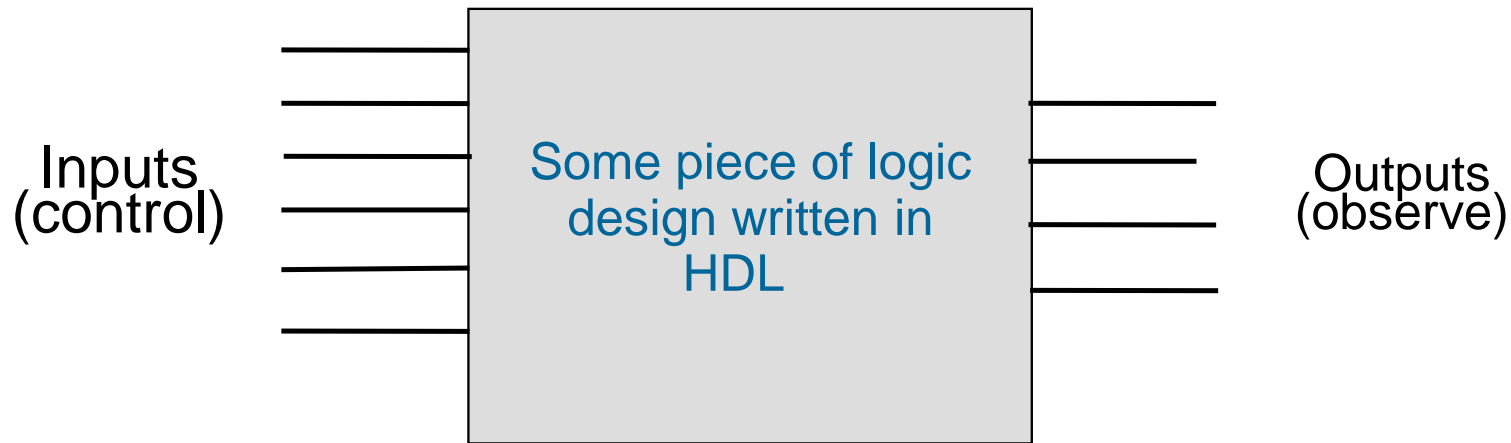 Inputs
(control)
Some piece of logic
design written in
HDL
Outputs
(observe)